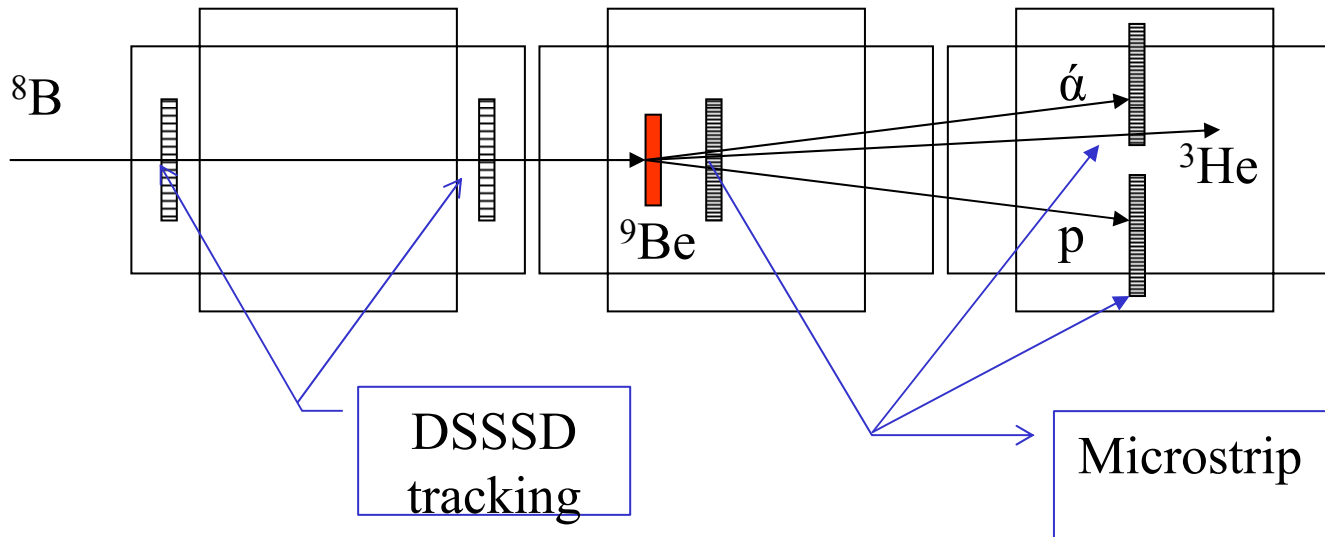 ⁸B
ά
³He
⁹Be
p
DSSSD
tracking
Microstrip